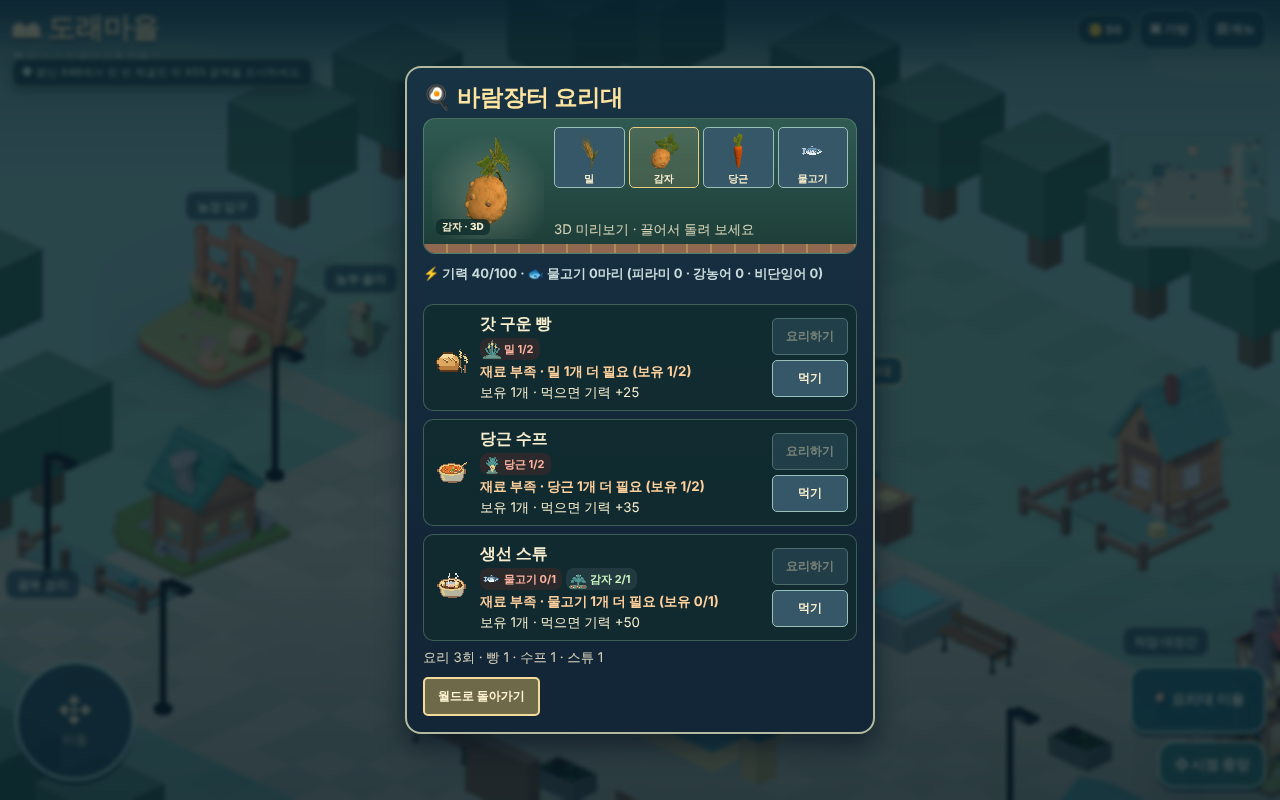 도래마을
🍳 바람장터 요리대
밀
감자
당근
물고기
감자 · 3D
3D 미리보기 · 끌어서 돌려 보세요
⚡ 기력 40/100 · 🐟 물고기 0마리 (피라미 0 · 강농어 0 · 비단잉어 0)
갓 구운 빵
밀 1/2
재료 부족 · 밀 1개 더 필요 (보유 1/2)
보유 1개 · 먹으면 기력 +25
요리하기
먹기
당근 수프
당근 1/2
재료 부족 · 당근 1개 더 필요 (보유 1/2)
보유 1개 · 먹으면 기력 +35
요리하기
먹기
생선 스튜
물고기 0/1 감자 2/1
재료 부족 · 물고기 1개 더 필요 (보유 0/1)
보유 1개 · 먹으면 기력 +50
요리하기
먹기
요리 3회 · 빵 1 · 수프 1 · 스튜 1
월드로 돌아가기